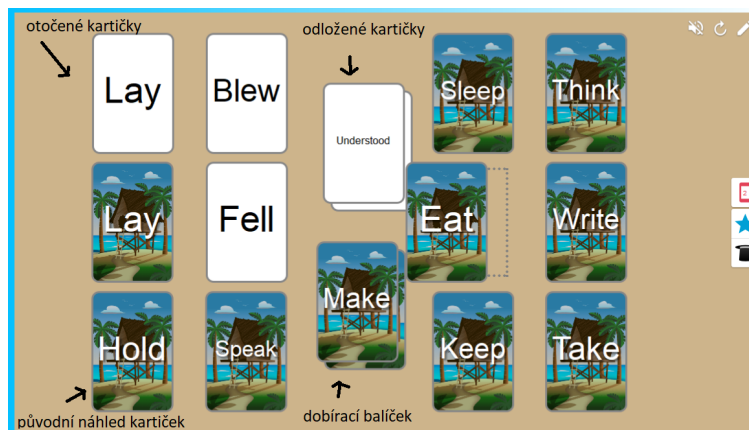 otočené kartičky
odložené kartičky
Lay
Blew
Understood
Sleep
Think
Lay
Fell
Eat
Write
Hold
Speak
Make
Keep
Take
původní náhled kartiček
dobírací balíček